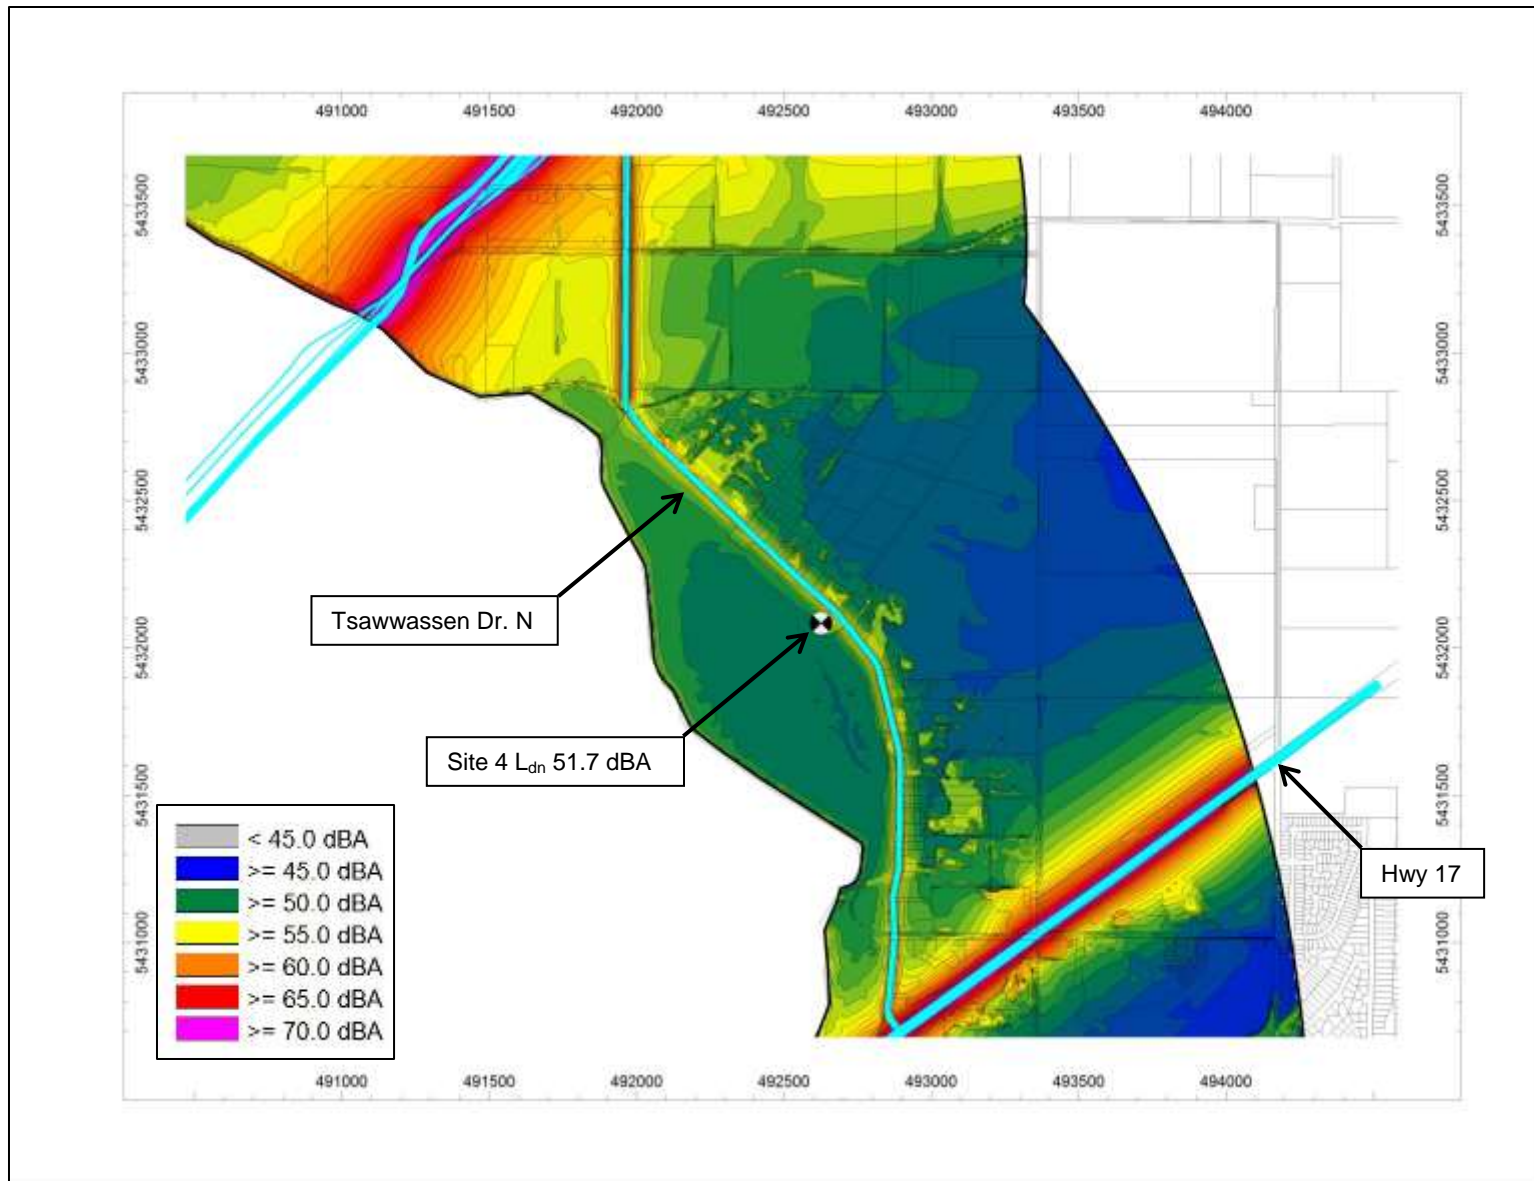 491000 491500 492000 492500 493000 493500 494000
5433500 5433500
5433000 5433000
5432500 5432500
Tsawwassen Dr. N
5432000 5432000
Site 4 Ldn 51.7 dBA
5431500 5431500
Hwy 17
5431000 5431000
< 45.0 dBA
>= 45.0 dBA
>= 50.0 dBA
>= 55.0 dBA
>= 60.0 dBA
>= 65.0 dBA
>= 70.0 dBA
491000 491500 492000 492500 493000 493500 494000